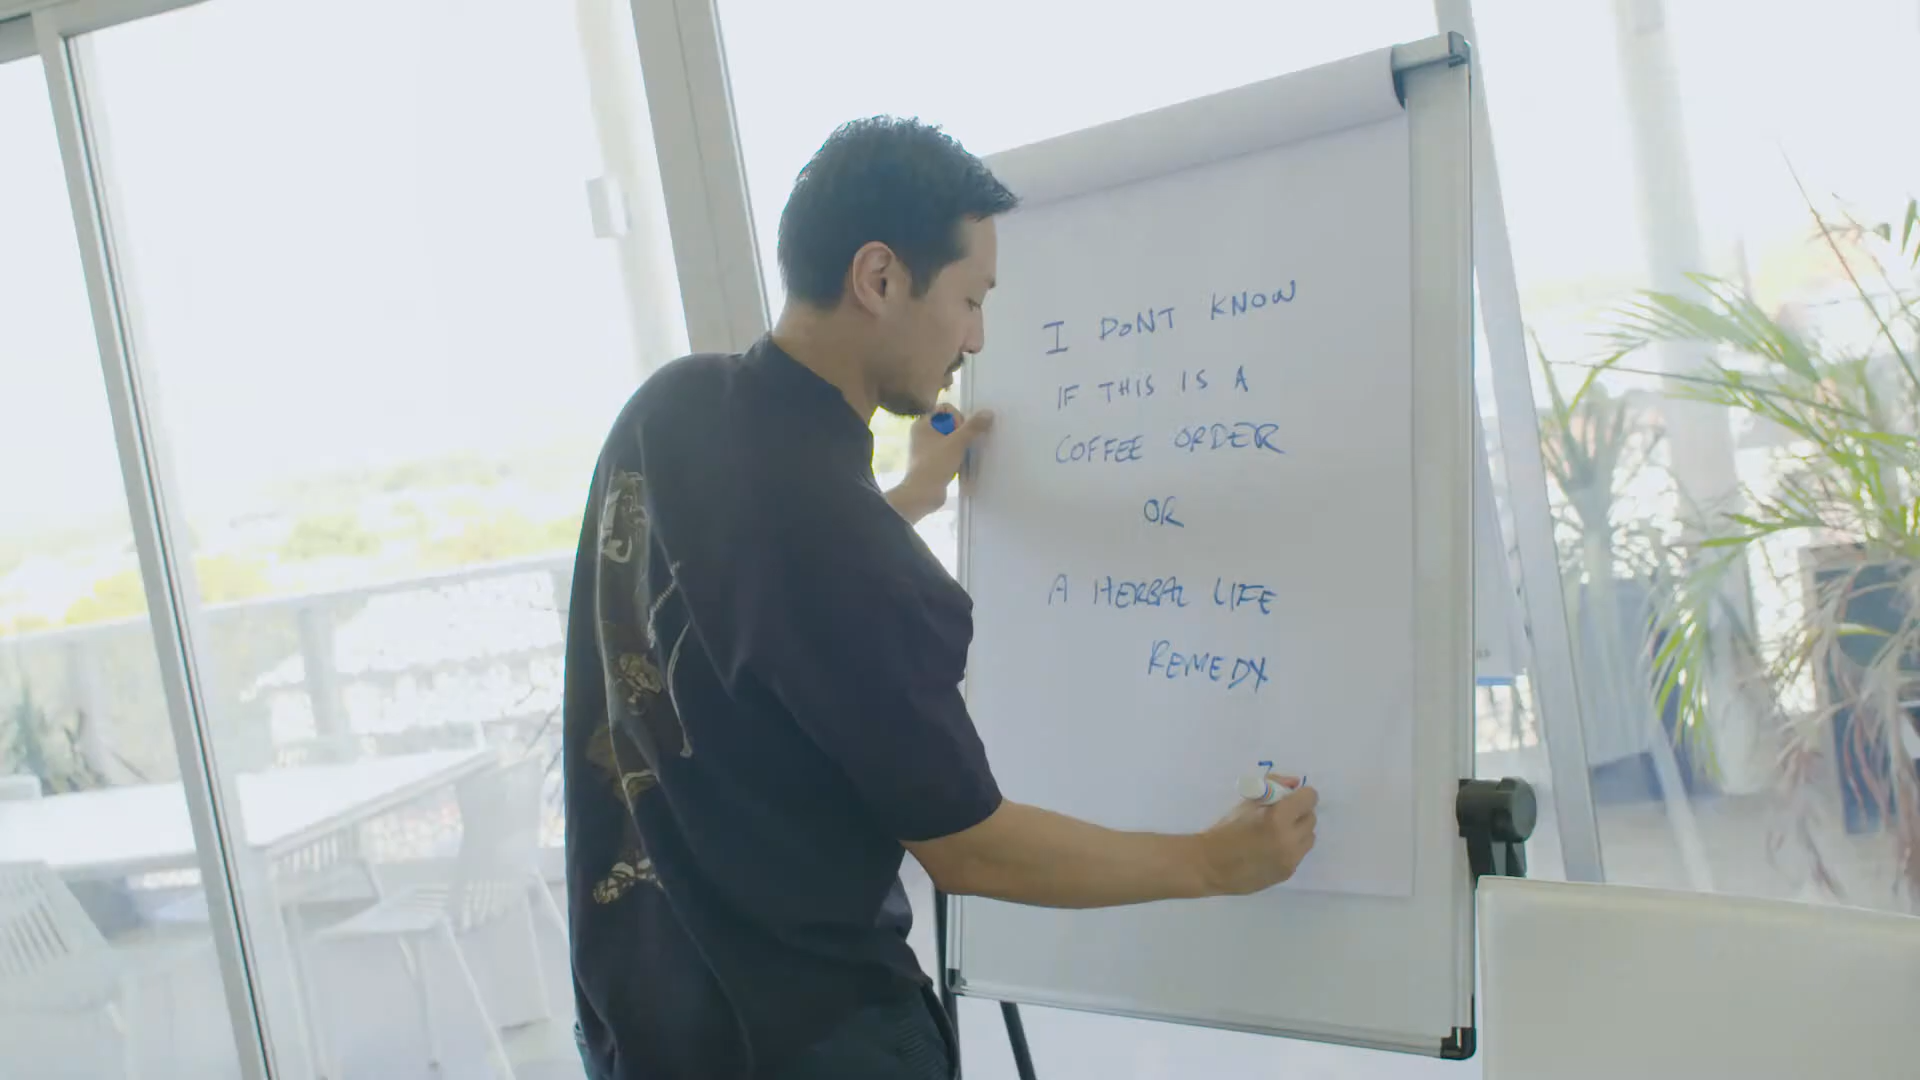 I DONT KNOW
IF THIS IS A
COFFEE ORDER
OR
A HERBAL LIFE
REMEDY